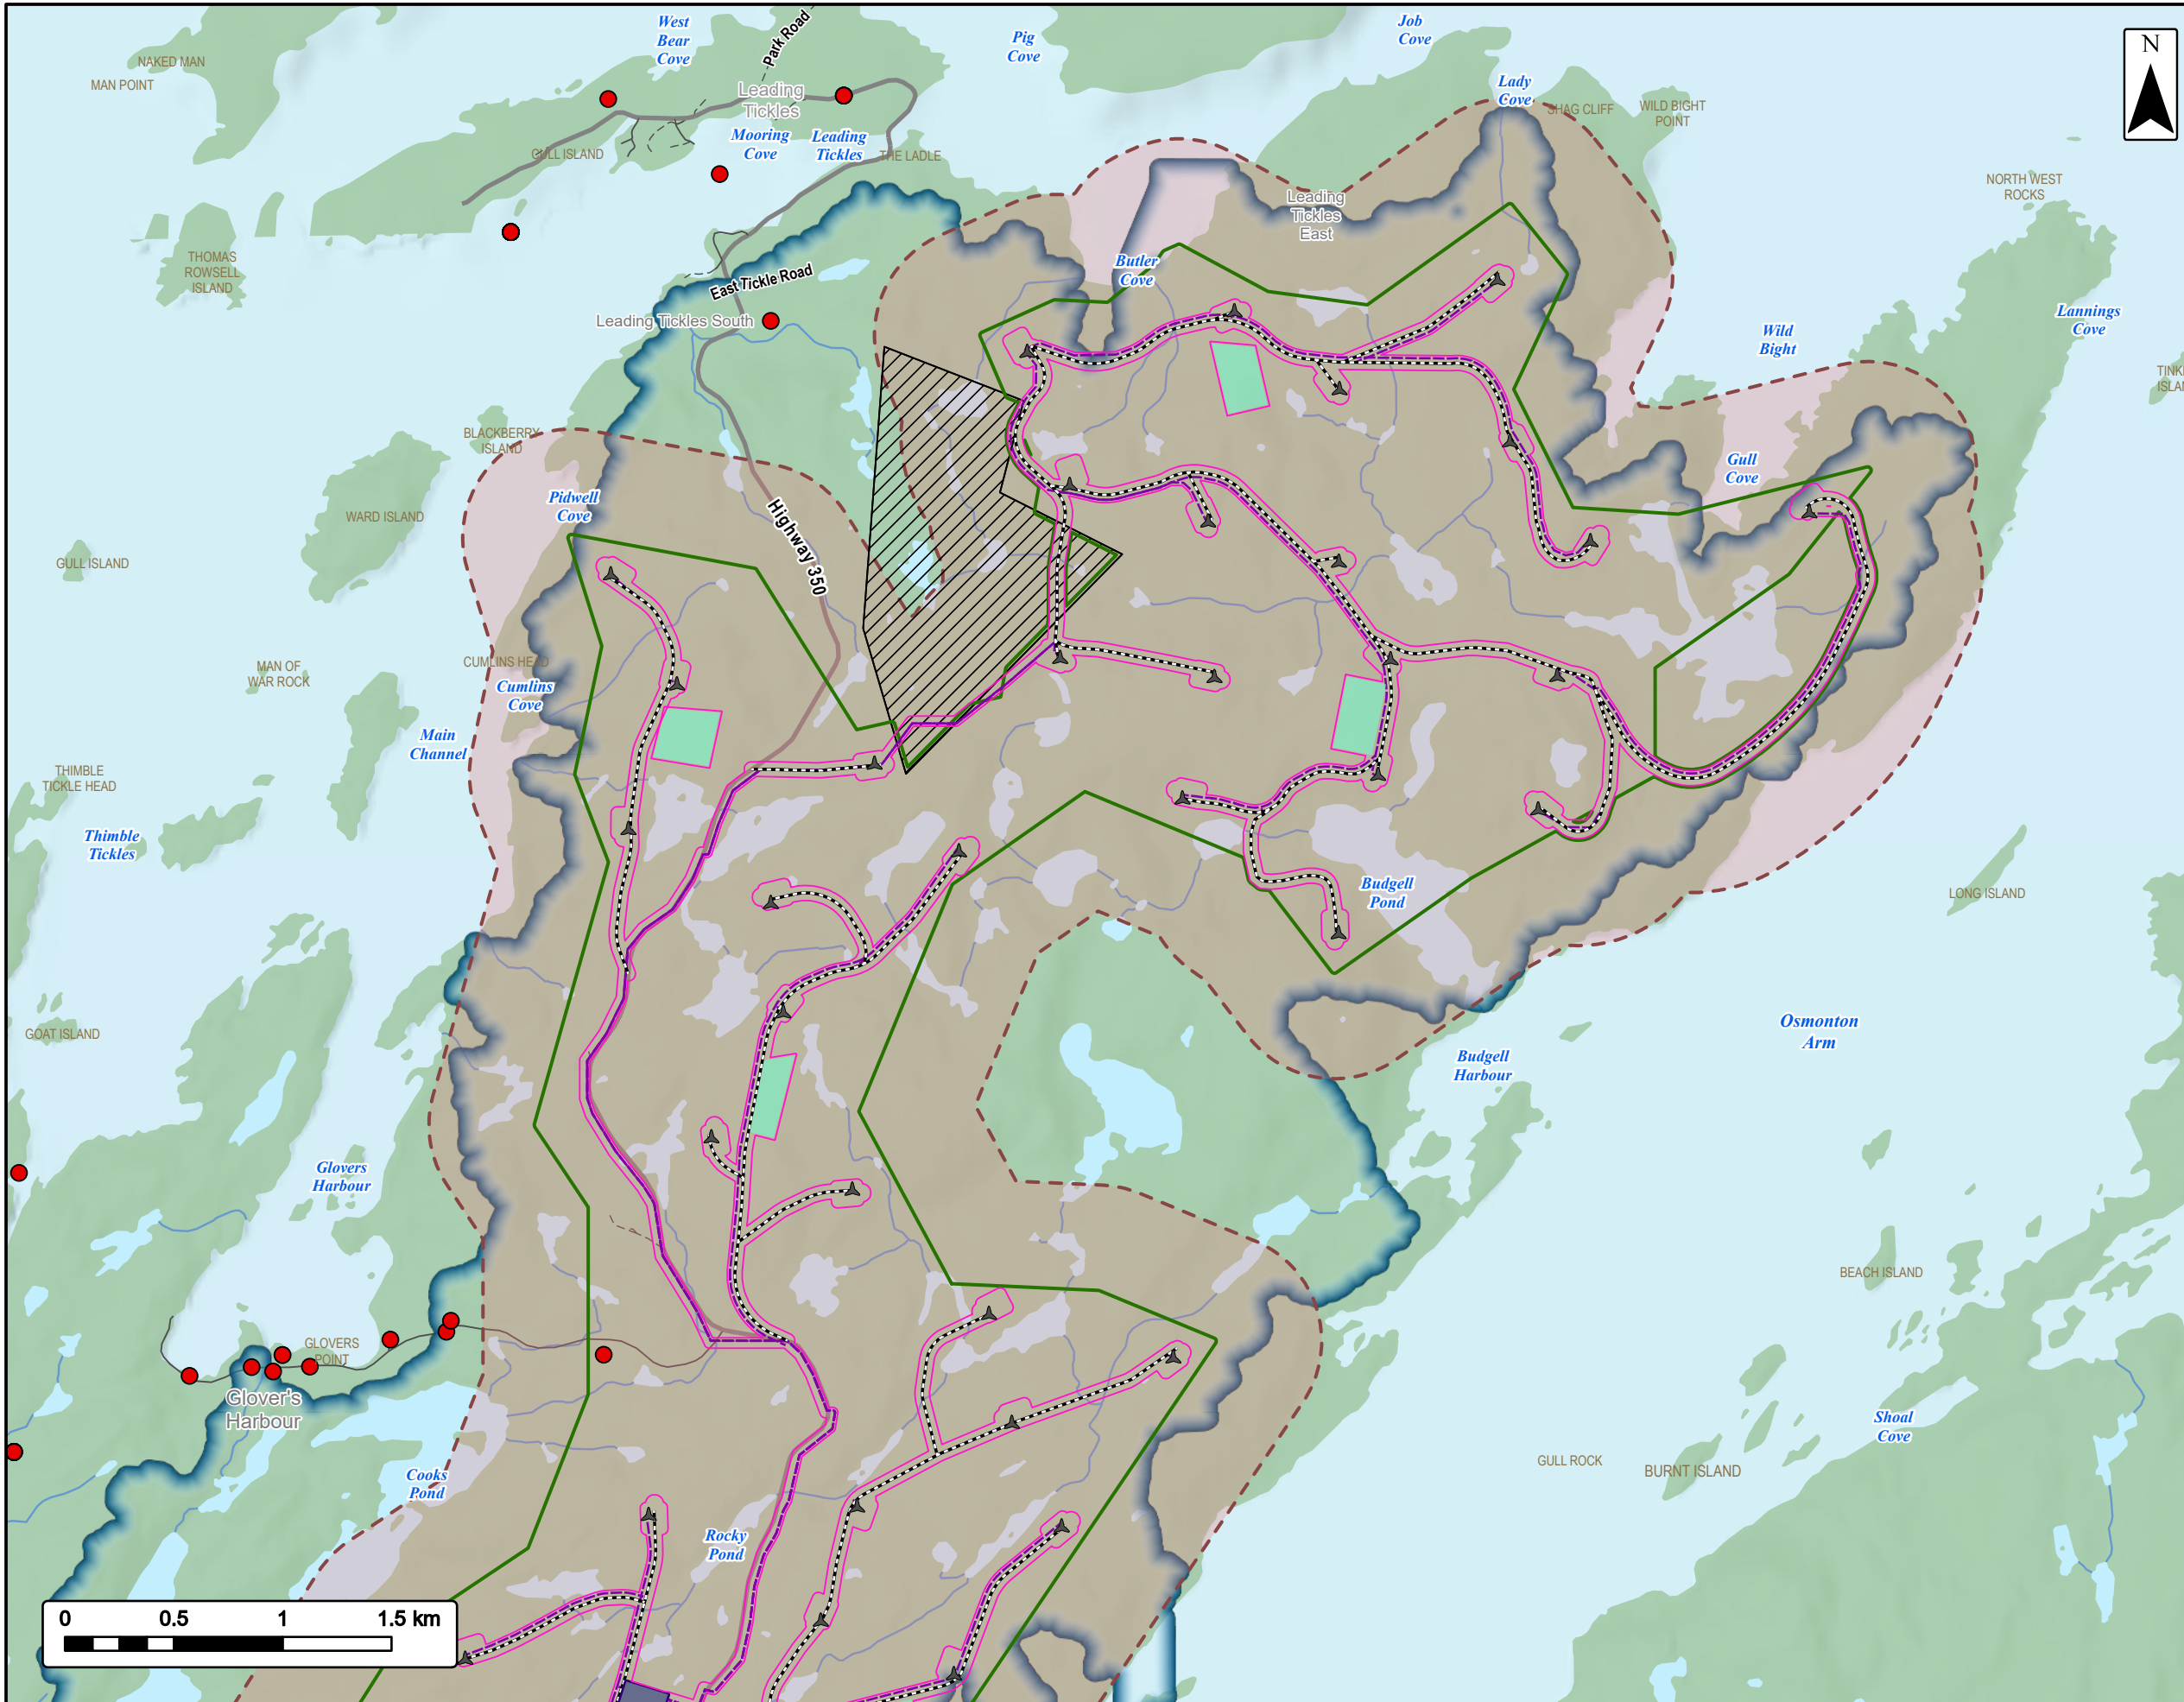 West
Bear
Cove
Park Road
Pig
Cove
Job
Cove
N
NAKED MAN
MAN POINT
Leading
Tickles
Lady
Cove
SHAG CLIFF
WILD BIGHT
POINT
Mooring
Cove
Leading
Tickles
GULL ISLAND
THE LADLE
NORTH WEST
ROCKS
Leading
Tickles
East
THOMAS
ROWSELL
ISLAND
Butler
Cove
East Tickle Road
Leading Tickles South
Lannings
Cove
Wild
Bight
BLACKBERRY
ISLAND
Gull
Cove
Pidwell
Cove
WARD ISLAND
Highway 350
GULL ISLAND
MAN OF
WAR ROCK
CUMLINS HEAD
Cumlins
Cove
Main
Channel
THIMBLE
TICKLE HEAD
Thimble
Tickles
Budgell
Pond
LONG ISLAND
GOAT ISLAND
Osmonton
Arm
Budgell
Harbour
Glovers
Harbour
BEACH ISLAND
GLOVERS
POINT
Glover's
Harbour
Shoal
Cove
GULL ROCK
BURNT ISLAND
Cooks
Pond
Rocky
Pond
0 0.5 1 1.5 km